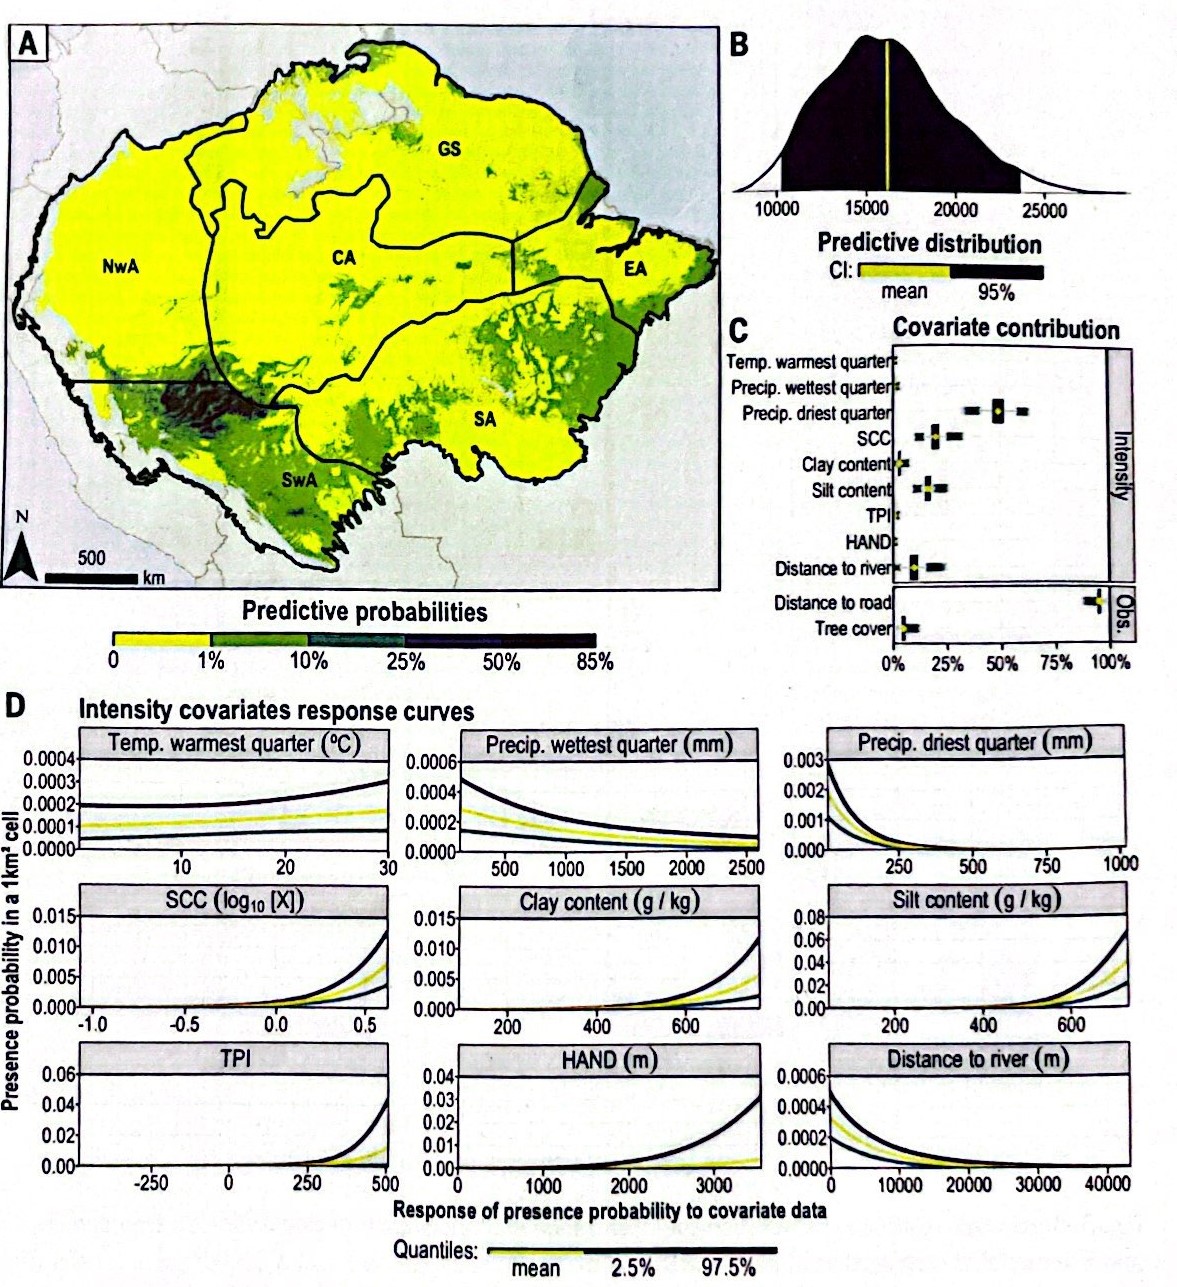 A
GS
NwA
CA
EA
SA
SwA
N
500
km
Predictive probabilities
0 1% 10% 25% 50% 85%
B
10000 15000 20000 25000
Predictive distribution
CI:
mean 95%
C
Covariate contribution
Temp. warmest quarter
Precip. wettest quarter
Precip. driest quarter
SCC
Clay content
Silt content
TPI
HAND
Distance to river
Intensity
Distance to road
Tree cover
Obs.
0% 25% 50% 75% 100%
D
Intensity covariates response curves
Presence probability in a 1km² cell
Temp. warmest quarter (ºC)
0.0004
0.0003
0.0002
0.0001
0.0000
10 20 30
Precip. wettest quarter (mm)
0.0006
0.0004
0.0002
0.0000
500 1000 1500 2000 2500
Precip. driest quarter (mm)
0.003
0.002
0.001
0.000
250 500 750 1000
SCC (log₁₀ [X])
0.015
0.010
0.005
0.000
-1.0 -0.5 0.0 0.5
Clay content (g / kg)
0.015
0.010
0.005
0.000
200 400 600
Silt content (g / kg)
0.08
0.06
0.04
0.02
0.00
200 400 600
TPI
0.06
0.04
0.02
0.00
-250 0 250 500
HAND (m)
0.04
0.03
0.02
0.01
0.00
0 1000 2000 3000
Distance to river (m)
0.0006
0.0004
0.0002
0.0000
0 10000 20000 30000 40000
Response of presence probability to covariate data
Quantiles:
mean 2.5% 97.5%